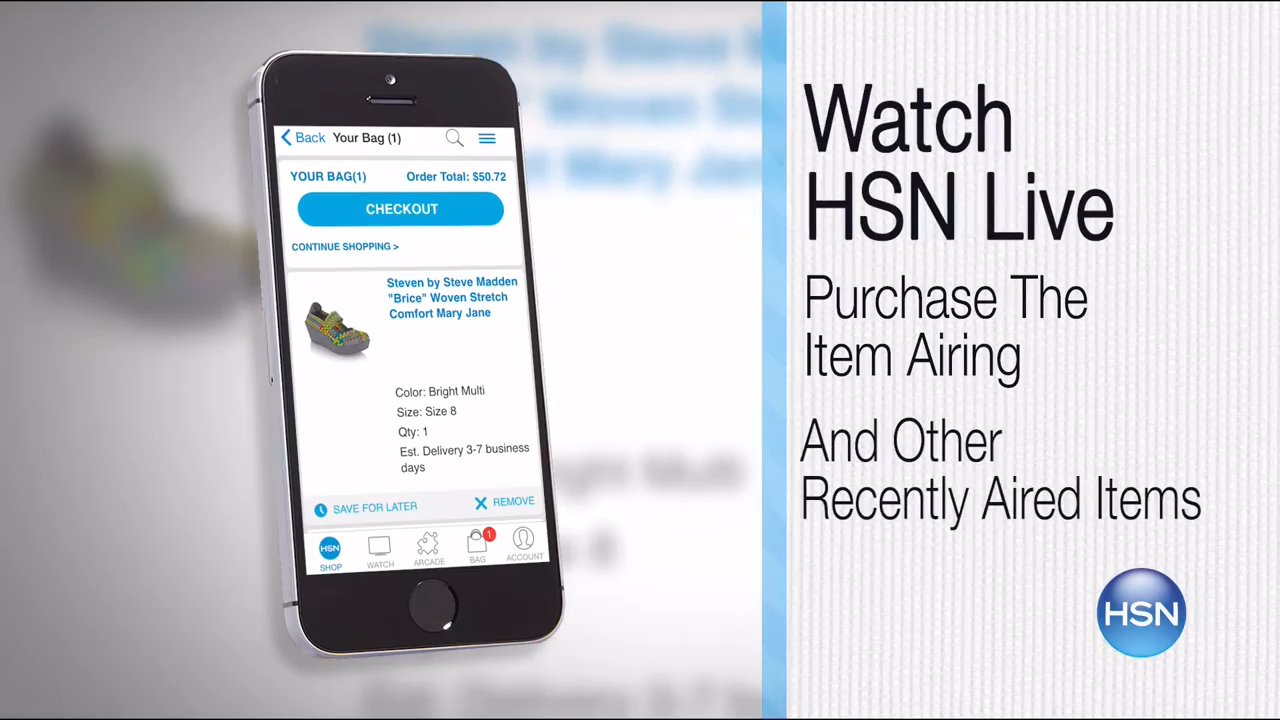 Back Your Bag (1)
YOUR BAG(1) Order Total: $50.72
CHECKOUT
CONTINUE SHOPPING >
Steven by Steve Madden
"Brice" Woven Stretch
Comfort Mary Jane
Color: Bright Multi
Size: Size 8
Qty: 1
Est. Delivery 3-7 business
days
SAVE FOR LATER REMOVE
HSN 1
SHOP WATCH ARCADE BAG ACCOUNT
Watch
HSN Live
Purchase The
Item Airing
And Other
Recently Aired Items
HSN